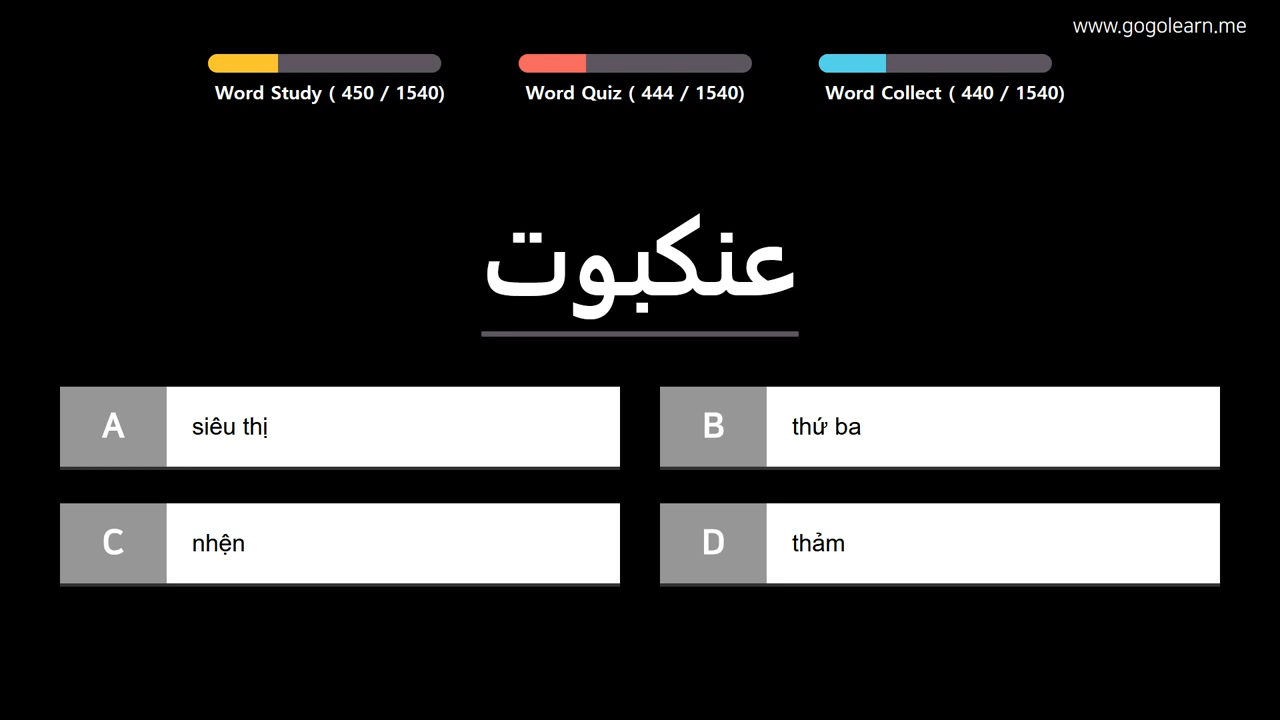 www.gogolearn.me
Word Study ( 450 / 1540)
Word Quiz ( 444 / 1540)
Word Collect ( 440 / 1540)
عنكبوت
A siêu thị
B thứ ba
C nhện
D thảm